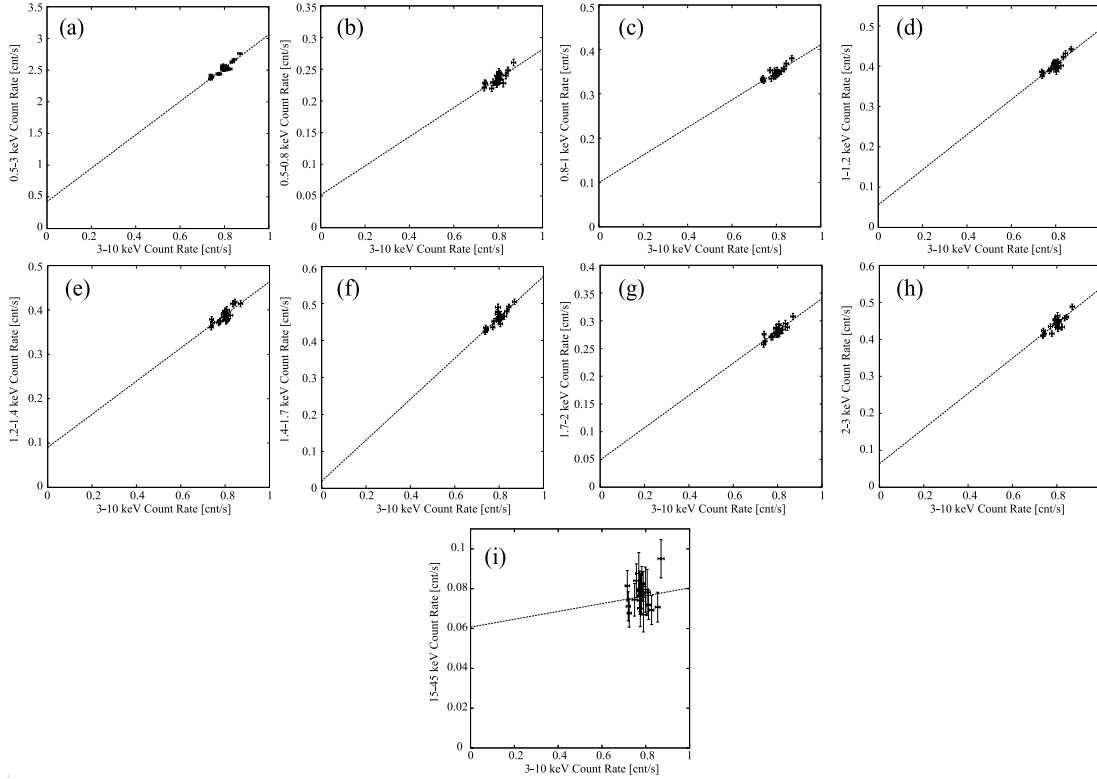 (a)
0.5–3 keV Count Rate [cnt/s]
3.5
3
2.5
2
1.5
1
0.5
0
0 0.2 0.4 0.6 0.8 1
3–10 keV Count Rate [cnt/s]
(b)
0.5–0.8 keV Count Rate [cnt/s]
0.35
0.3
0.25
0.2
0.15
0.1
0.05
0
0 0.2 0.4 0.6 0.8 1
3–10 keV Count Rate [cnt/s]
(c)
0.8–1 keV Count Rate [cnt/s]
0.5
0.4
0.3
0.2
0.1
0
0 0.2 0.4 0.6 0.8 1
3–10 keV Count Rate [cnt/s]
(d)
1–1.2 keV Count Rate [cnt/s]
0.5
0.4
0.3
0.2
0.1
0
0 0.2 0.4 0.6 0.8
3–10 keV Count Rate [cnt/s]
(e)
1.2–1.4 keV Count Rate [cnt/s]
0.5
0.4
0.3
0.2
0.1
0
0 0.2 0.4 0.6 0.8 1
3–10 keV Count Rate [cnt/s]
(f)
1.4–1.7 keV Count Rate [cnt/s]
0.6
0.5
0.4
0.3
0.2
0.1
0
0 0.2 0.4 0.6 0.8 1
3–10 keV Count Rate [cnt/s]
(g)
1.7–2 keV Count Rate [cnt/s]
0.4
0.35
0.3
0.25
0.2
0.15
0.1
0.05
0
0 0.2 0.4 0.6 0.8 1
3–10 keV Count Rate [cnt/s]
(h)
2–3 keV Count Rate [cnt/s]
0.6
0.5
0.4
0.3
0.2
0.1
0
0 0.2 0.4 0.6 0.8
3–10 keV Count Rate [cnt/s]
(i)
15–45 keV Count Rate [cnt/s]
0.1
0.08
0.06
0.04
0.02
0
0 0.2 0.4 0.6 0.8 1
3–10 keV Count Rate [cnt/s]